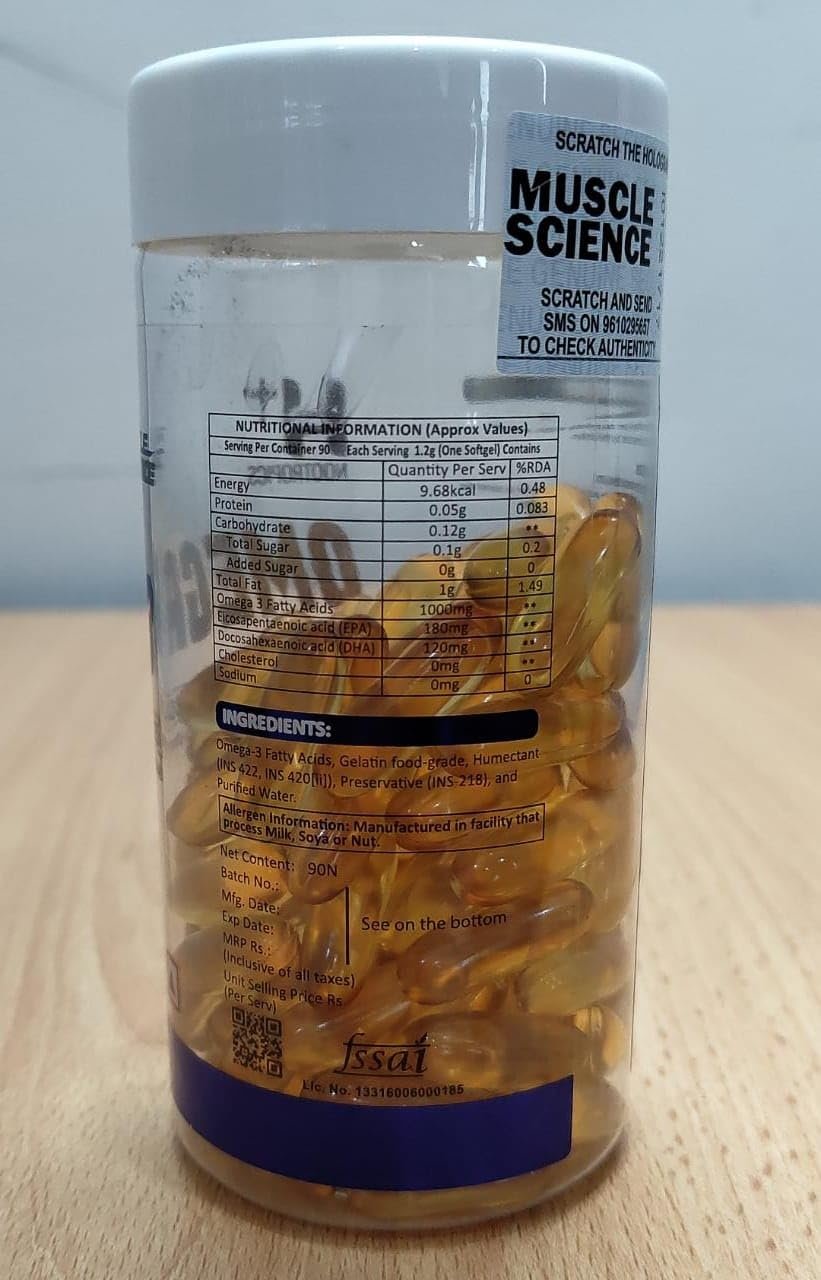 SCRATCH THE
MUSCLE
SCIENCE
SCRATCH AND SEND
SMS ON 9610295657
TO CHECK AUTHENTICITY
NUTRITIONAL INFORMATION (Approx Values)
Serving Per Container 90 Each Serving 1.2g (One Softgel) Contains
Quantity Per Serv %RDA
Energy 9.68kcal 0.48
Protein 0.05g 0.083
Carbohydrate 0.12g **
Total Sugar 0.1g 0.2
Added Sugar 0g 0
Total Fat 1g 1.49
Omega 3 Fatty Acids 1000mg **
Eicosapentaenoic acid (EPA) 180mg **
Docosahexaenoic acid (DHA) 120mg **
Cholesterol 0mg **
Sodium 0mg 0
INGREDIENTS:
Omega-3 Fatty Acids, Gelatin food-grade, Humectant
(INS 422, INS 420[ii]), Preservative (INS-218), and
Purified Water.
Allergen Information: Manufactured in facility that
process Milk, Soya or Nut.
Net Content: 90N
Batch No.:
Mfg. Date:
Exp Date:
See on the bottom
MRP Rs.:
(Inclusive of all taxes)
Unit Selling Price Rs
(Per Serv)
fssai
Lic. No. 13316006000185